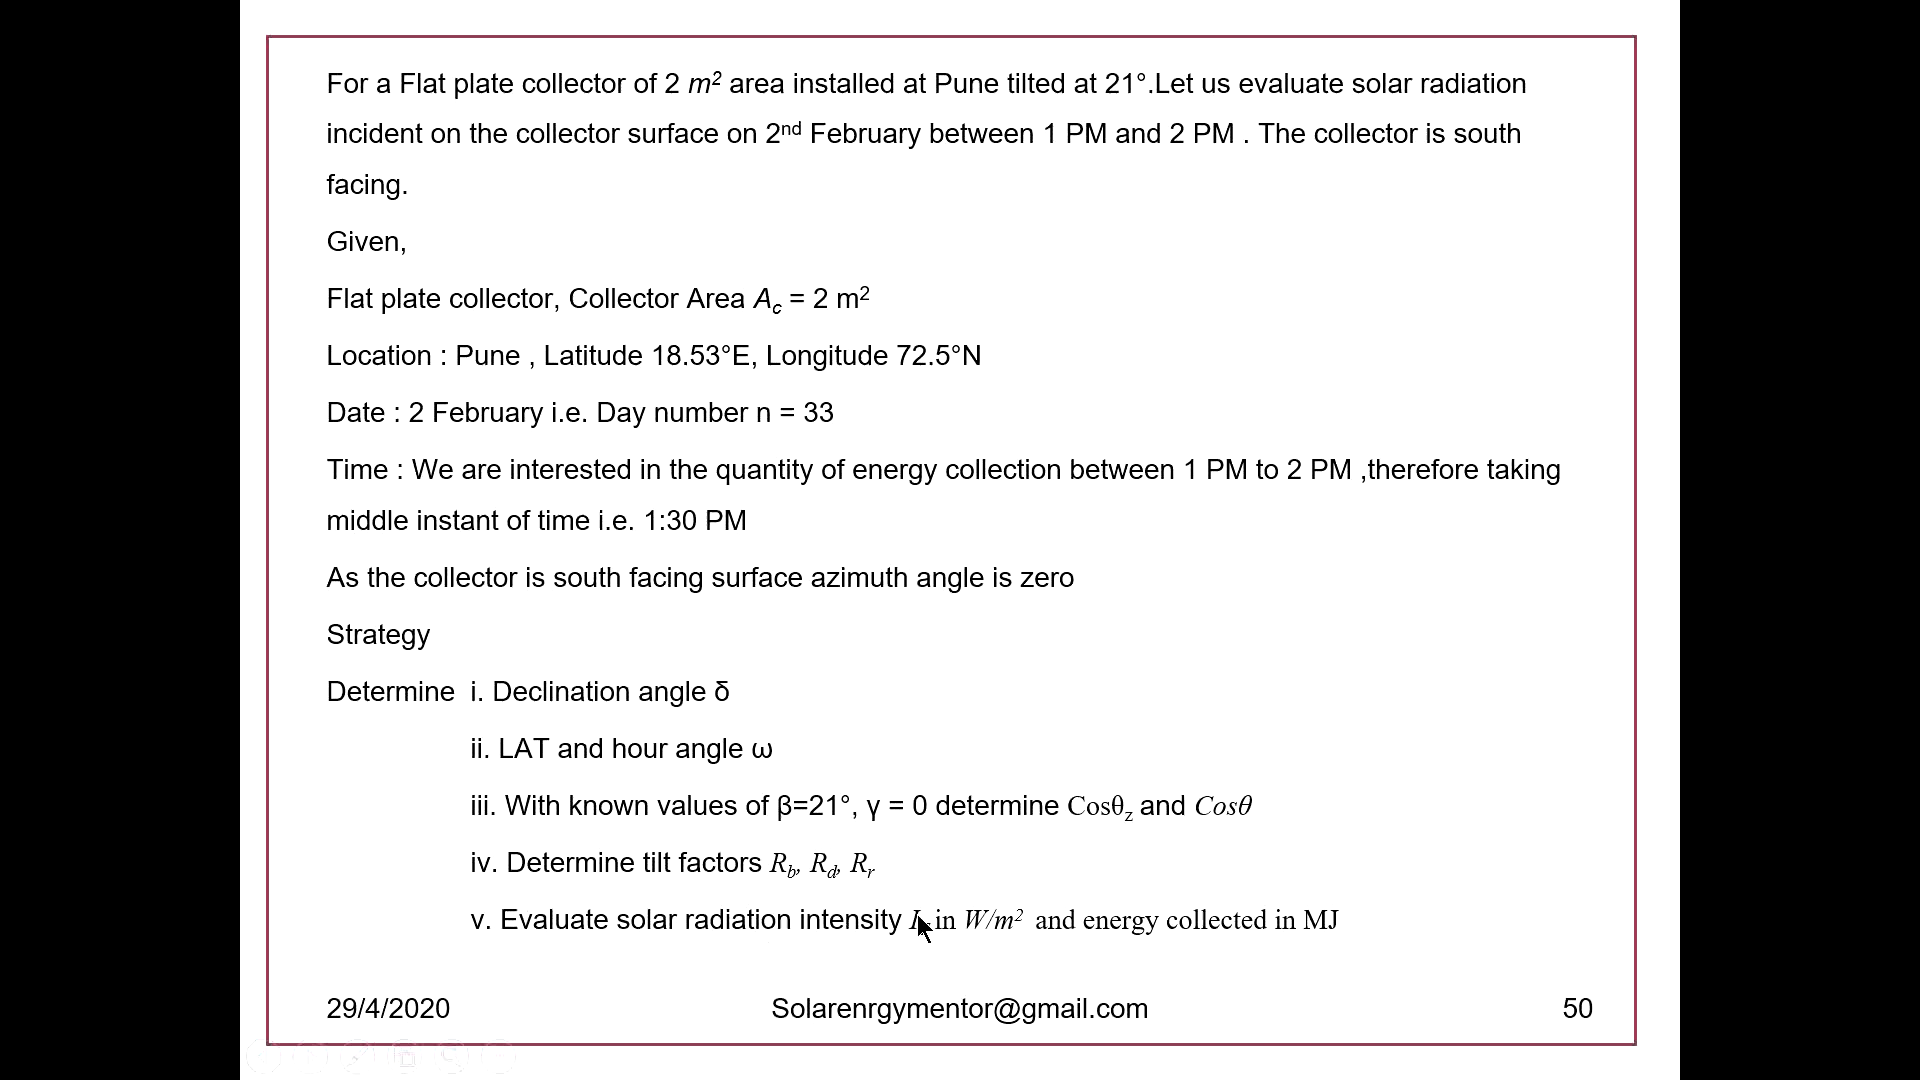 For a Flat plate collector of 2 m² area installed at Pune tilted at 21°.Let us evaluate solar radiation
incident on the collector surface on 2nd February between 1 PM and 2 PM . The collector is south
facing.
Given,
Flat plate collector, Collector Area Ac = 2 m²
Location : Pune , Latitude 18.53°E, Longitude 72.5°N
Date : 2 February i.e. Day number n = 33
Time : We are interested in the quantity of energy collection between 1 PM to 2 PM ,therefore taking
middle instant of time i.e. 1:30 PM
As the collector is south facing surface azimuth angle is zero
Strategy
Determine i. Declination angle δ
ii. LAT and hour angle ω
iii. With known values of β=21°, γ = 0 determine Cosθz and Cosθ
iv. Determine tilt factors Rb, Rd, Rr
v. Evaluate solar radiation intensity in W/m² and energy collected in MJ
29/4/2020 Solarenrgymentor@gmail.com 50